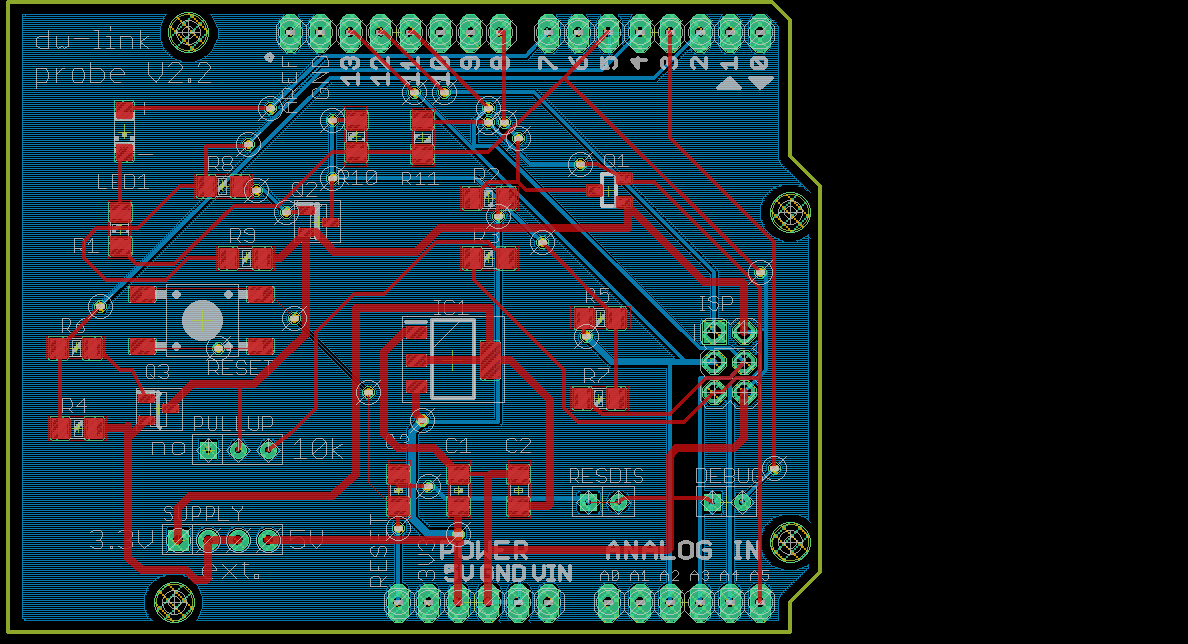 dw-link
probe V2.2
AREF
GND
13
12
11
10
9
8
7
6
5
4
3
2
1
0
LED1
R8
R10
R11
R2
Q1
Q2
R1
R9
IC1
R5
ISP
R6
RESET
Q3
R7
R4
PULLUP
no
10k
C1
C2
RESDIS
DEBUG
SUPPLY
3.3V
5V
ext.
RESET
3V3
POWER
ANALOG IN
5V GND VIN
A0 A1 A2 A3 A4 A5